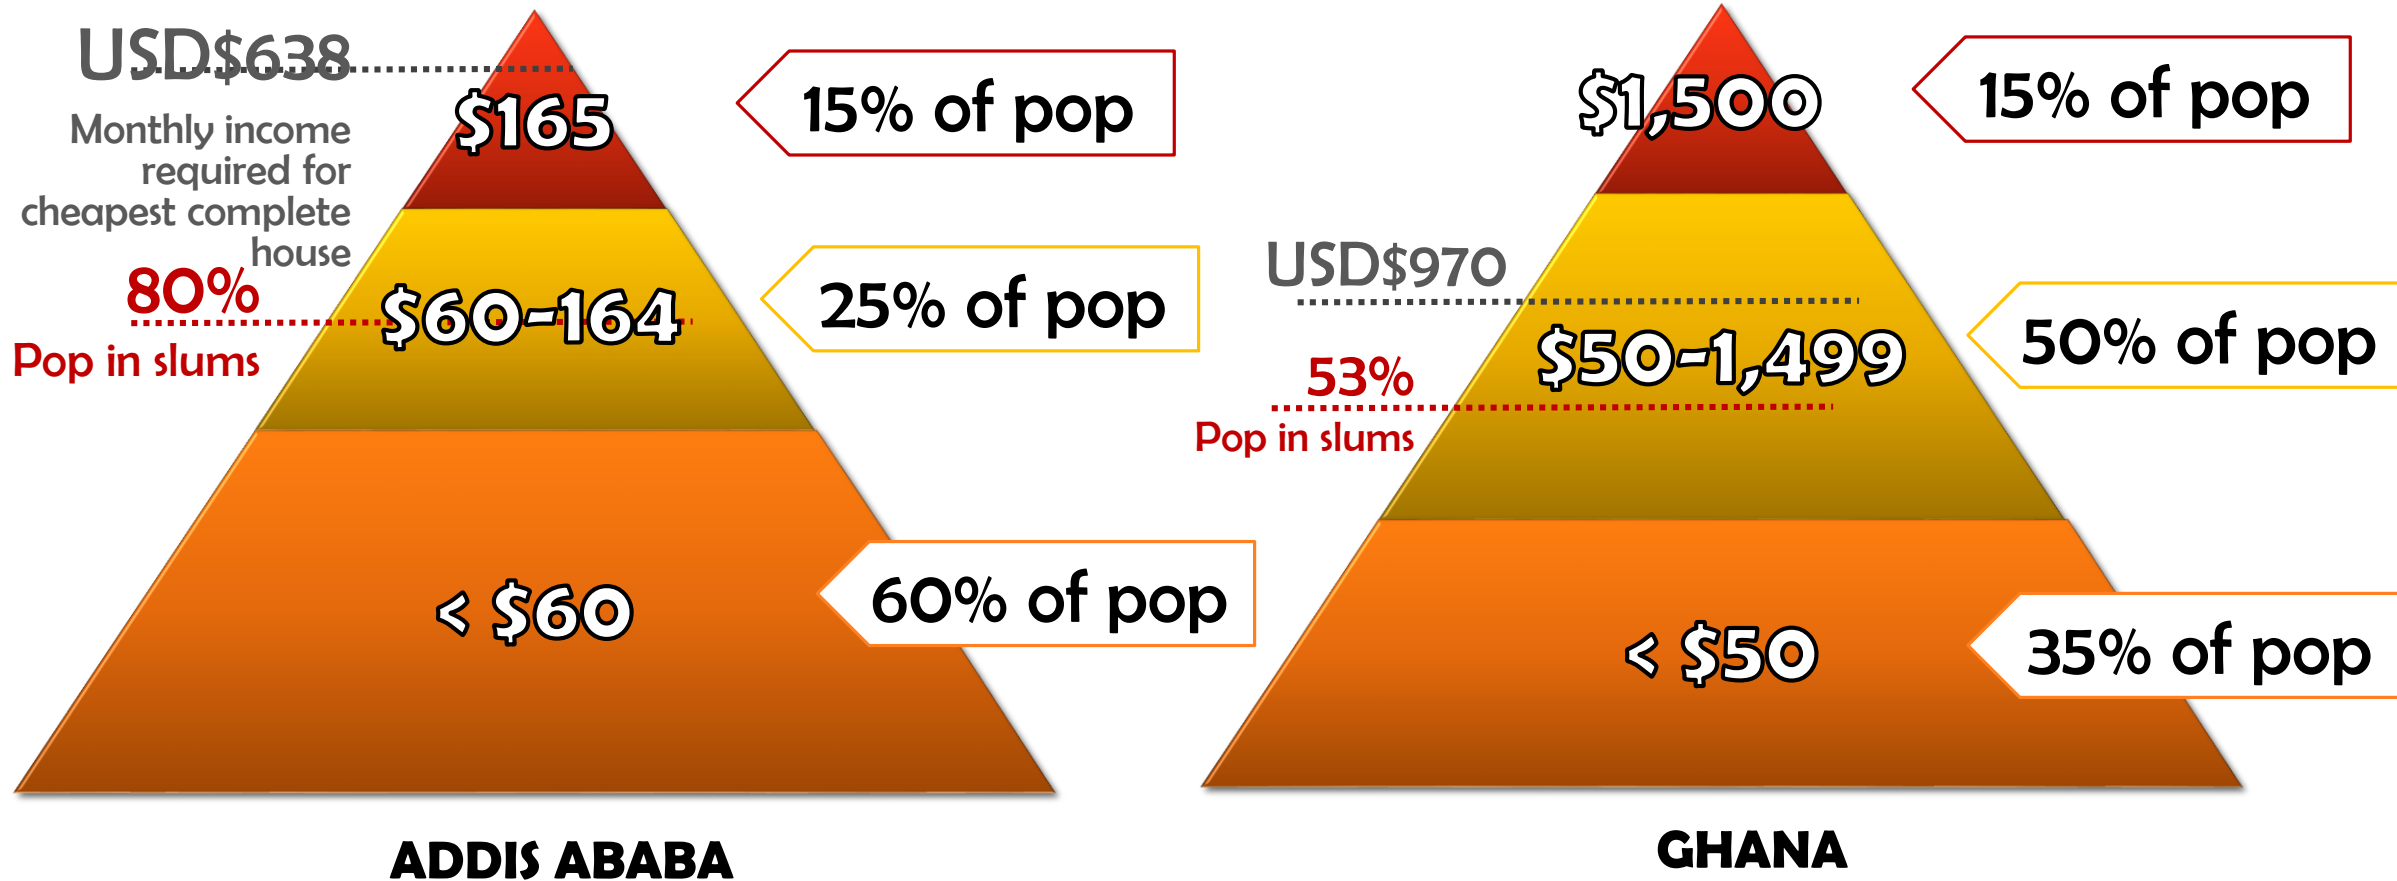 USD$638
Monthly income
required for
cheapest complete
house
80%
Pop in slums
$165
$60-164
< $60
15% of pop
25% of pop
60% of pop
ADDIS ABABA
USD$970
53%
Pop in slums
$1,500
$50-1,499
< $50
15% of pop
50% of pop
35% of pop
GHANA